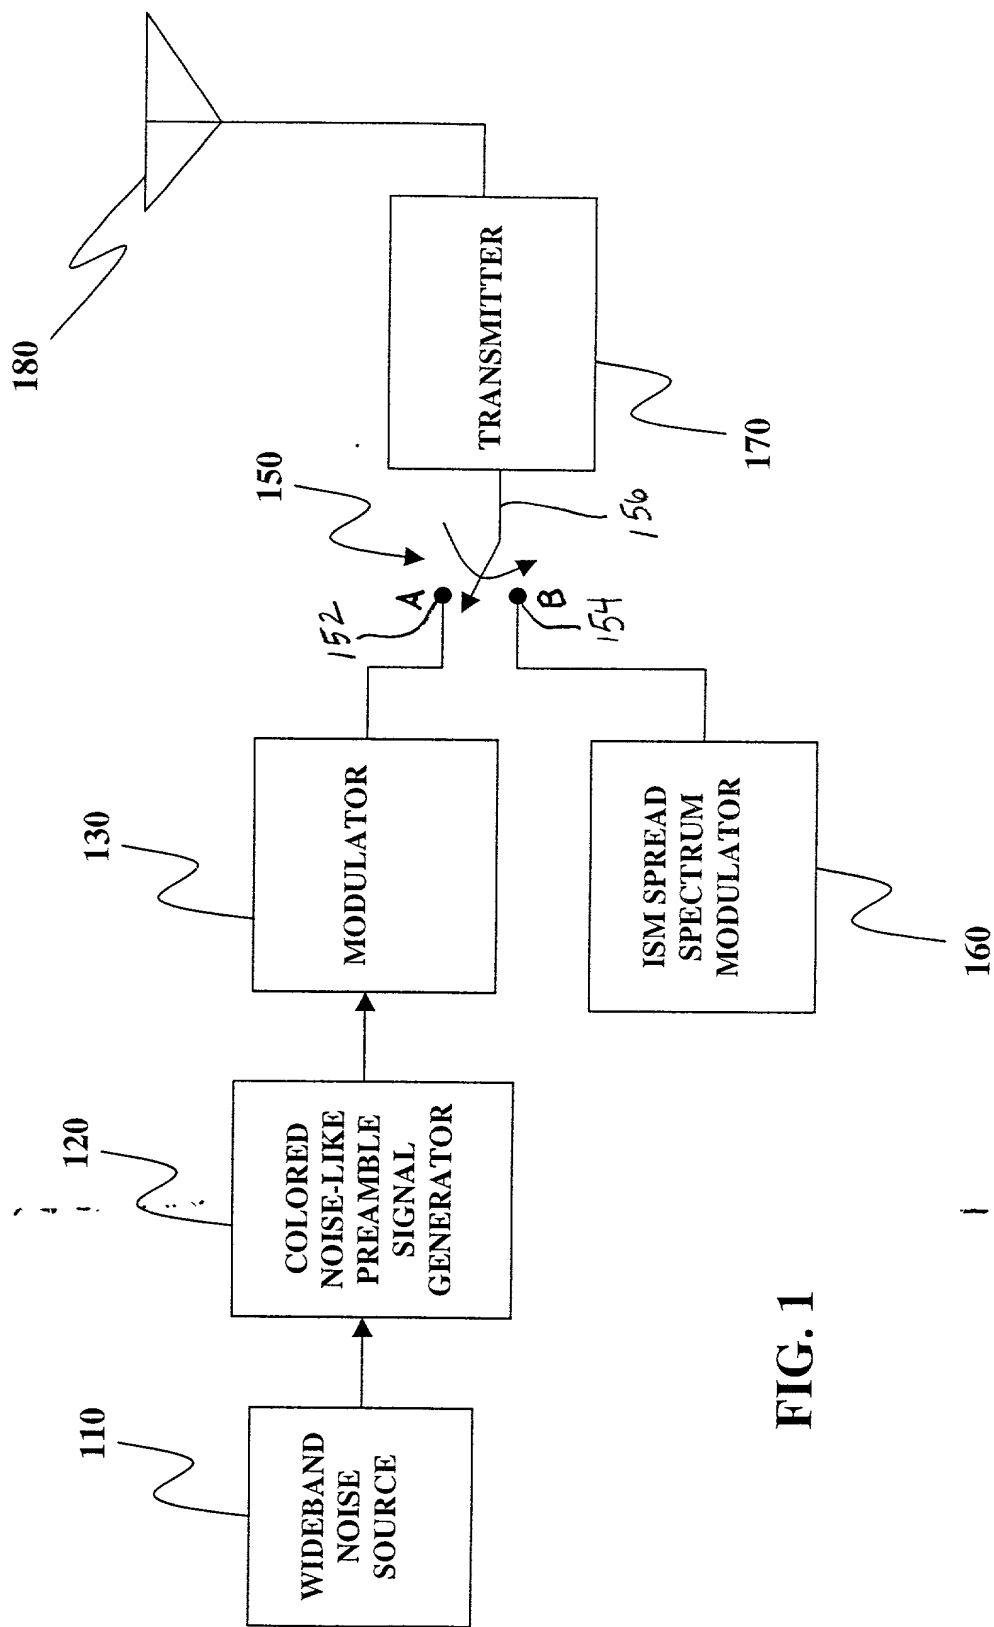 110
WIDEBAND
NOISE
SOURCE
120
COLORED
NOISE-LIKE
PREAMBLE
SIGNAL
GENERATOR
130
MODULATOR
152
A
150
B
154
156
ISM SPREAD
SPECTRUM
MODULATOR
160
TRANSMITTER
170
180
FIG. 1